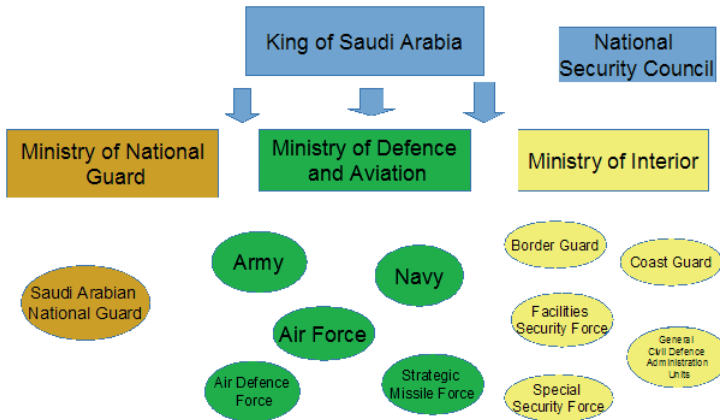 King of Saudi Arabia
National
Security Council
Ministry of National
Guard
Ministry of Defence
and Aviation
Ministry of Interior
Saudi Arabian
National Guard
Army
Navy
Air Force
Air Defence
Force
Strategic
Missile Force
Border Guard
Coast Guard
Facilities
Security Force
General
Civil Defence
Administration
Units
Special
Security Force